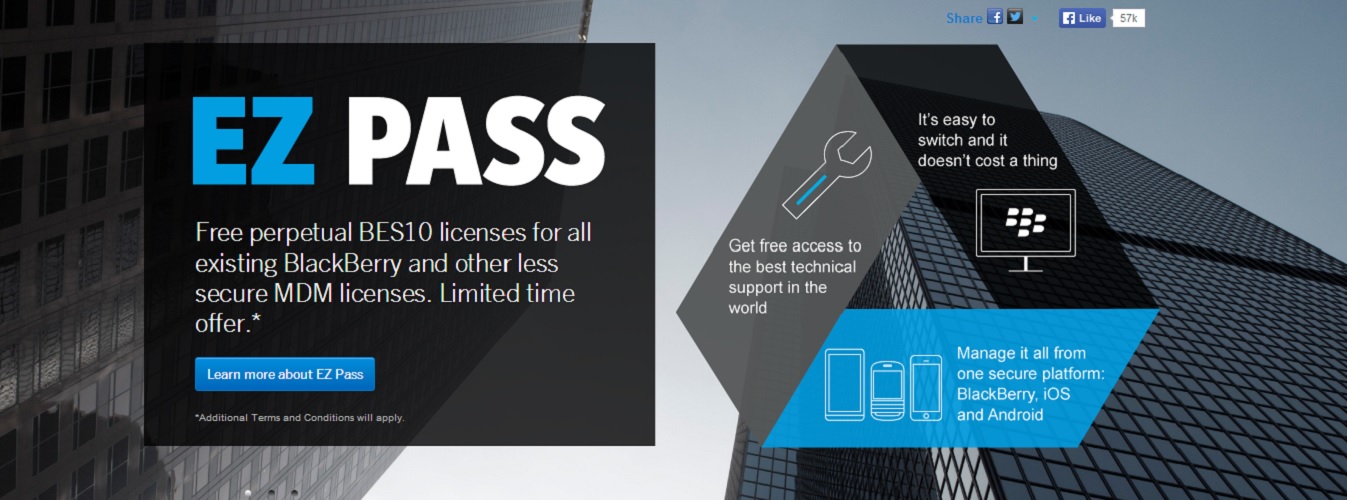 Share
Like
57k
EZ PASS
Free perpetual BES10 licenses for all
existing BlackBerry and other less
secure MDM licenses. Limited time
offer.*
Learn more about EZ Pass
*Additional Terms and Conditions will apply.
It's easy to
switch and it
doesn't cost a thing
Get free access to
the best technical
support in the
world
Manage it all from
one secure platform:
BlackBerry, iOS
and Android